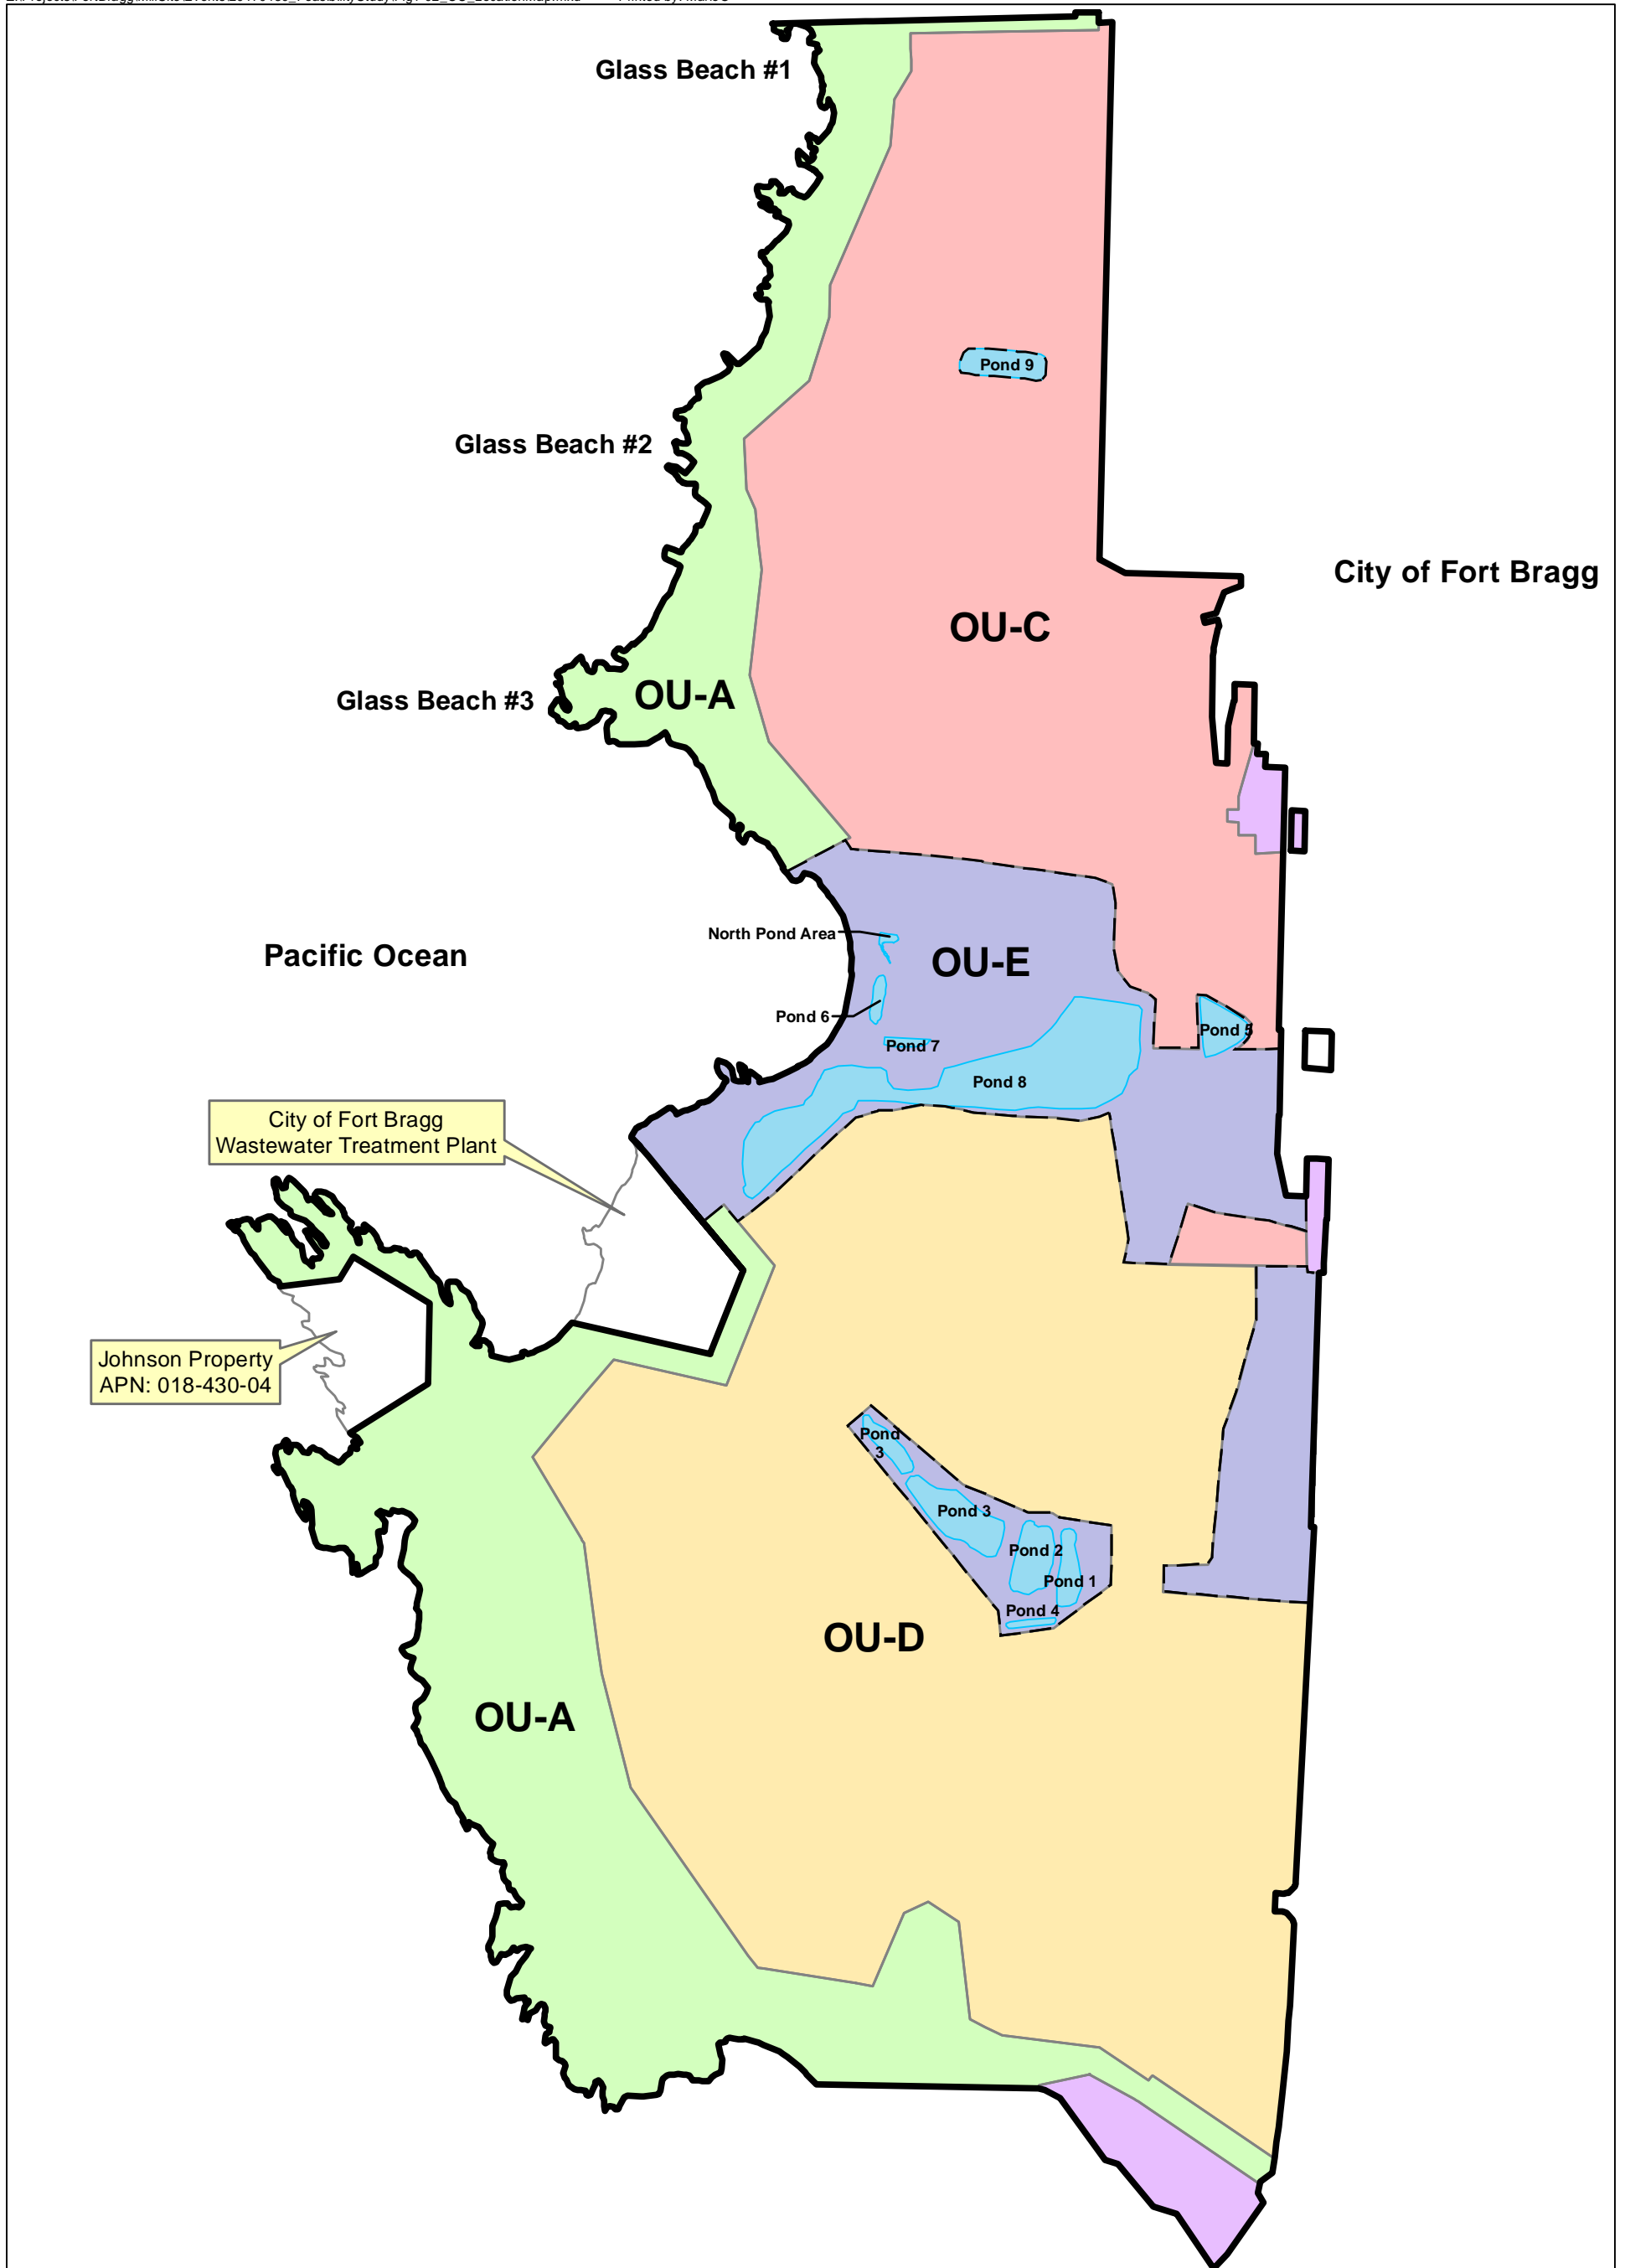 Glass Beach #1
Pond 9
Glass Beach #2
City of Fort Bragg
OU-C
Glass Beach #3
OU-A
North Pond Area
Pacific Ocean
OU-E
Pond 6
Pond 5
Pond 7
Pond 8
City of Fort Bragg
Wastewater Treatment Plant
Johnson Property
APN: 018-430-04
Pond
3
Pond 3
Pond 2
Pond 1
Pond 4
OU-D
OU-A